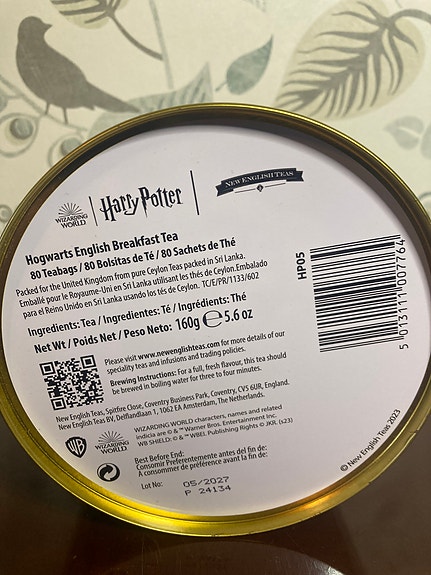 WIZARDING
WORLD
Harry Potter
NEW ENGLISH TEAS
Hogwarts English Breakfast Tea
80 Teabags / 80 Bolsitas de Té / 80 Sachets de Thé
Packed for the United Kingdom from pure Ceylon Teas packed in Sri Lanka.
Emballé pour le Royaume-Uni en Sri Lanka utilisant les thés de Ceylon.Embalado
para el Reino Unido en Sri Lanka usando los tés de Ceylon. TC/E/PR/1133/602
Ingredients: Tea / Ingredientes: Té / Ingrédients: Thé
Net Wt / Poids Net / Peso Neto: 160g ℮ 5.6 oz
Please visit www.newenglishteas.com for more details of our
speciality teas infusions and trading policies.
Brewing Instructions: For a full, fresh flavour, this tea should
be brewed in boiling water for three to four minutes.
New English Teas, Spitfire Close, Coventry Business Park, Coventry, CV5 6UR, England.
New English Teas BV, Delflandlaan 1, 1062 EA Amsterdam, The Netherlands.
WB
WIZARDING
WORLD
WIZARDING WORLD characters, names and related
indicia are © & ™ Warner Bros. Entertainment Inc.
WB SHIELD: © & ™ WBEI. Publishing Rights © JKR. (s23)
Best Before End:
Consumir Preferentemente antes del fin de:
A consommer de préférence avant la fin de:
Lot No:
05/2027
P 24134
HP05
5 013111 007764
© New English Teas 2023